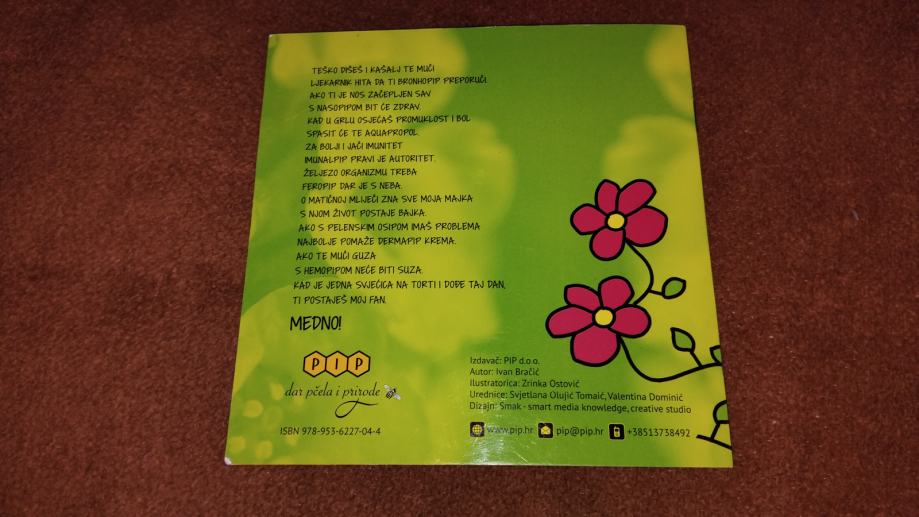 TEŠKO DIŠEŠ I KAŠALJ TE MUČI
LJEKARNIK HITA DA TI BRONHOPIP PREPORUČI.
AKO TI JE NOS ZAČEPLJEN SAV
S NASOPIPOM BIT ĆE ZDRAV.
KAD U GRLU OSJEĆAŠ PROMUKLOST I BOL
SPASIT ĆE TE AQUAPROPOL.
ZA BOLJI I JAČI IMUNITET
IMUNALPIP PRAVI JE AUTORITET.
ŽELJEZO ORGANIZMU TREBA
FEROPIP DAR JE S NEBA.
O MATIČNOJ MLIJEČI ZNA SVE MOJA MAJKA
S NJOM ŽIVOT POSTAJE BAJKA.
AKO S PELENSKIM OSIPOM IMAŠ PROBLEMA
NAJBOLJE POMAŽE DERMAPIP KREMA.
AKO TE MUČI GUZA
S HEMOPIPOM NEĆE BITI SUZA.
KAD JE JEDNA SVJEĆICA NA TORTI I DOĐE TAJ DAN,
TI POSTAJEŠ MOJ FAN.
MEDNO!
PIP
dar pčela i prirode
ISBN 978-953-6227-04-4
Izdavač: PIP d.o.o.
Autor: Ivan Bračić
Ilustratorica: Zrinka Ostović
Urednice: Svjetlana Olujić Tomaić, Valentina Dominić
Dizajn: Smak - smart media knowledge, creative studio
www.pip.hr pip@pip.hr +38513738492